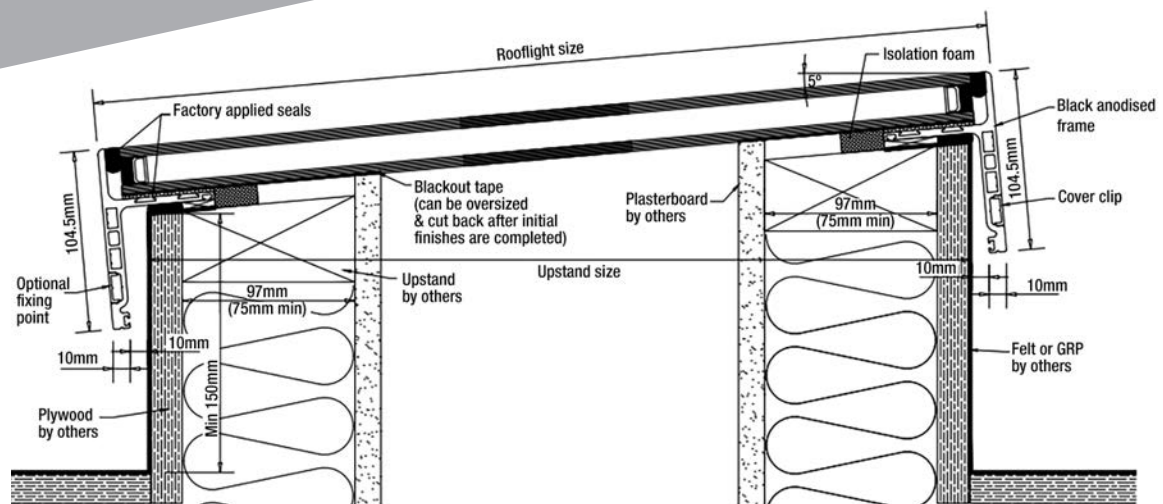 Rooflight size
Isolation foam
5º
Factory applied seals
Black anodised
frame
104.5mm
104.5mm
Blackout tape
(can be oversized
& cut back after initial
finishes are completed)
Plasterboard
by others
97mm
(75mm min)
Cover clip
Upstand size
Upstand
by others
Optional
fixing
point
97mm
(75mm min)
10mm
10mm
10mm
10mm
Min 150mm
Felt or GRP
by others
Plywood
by others